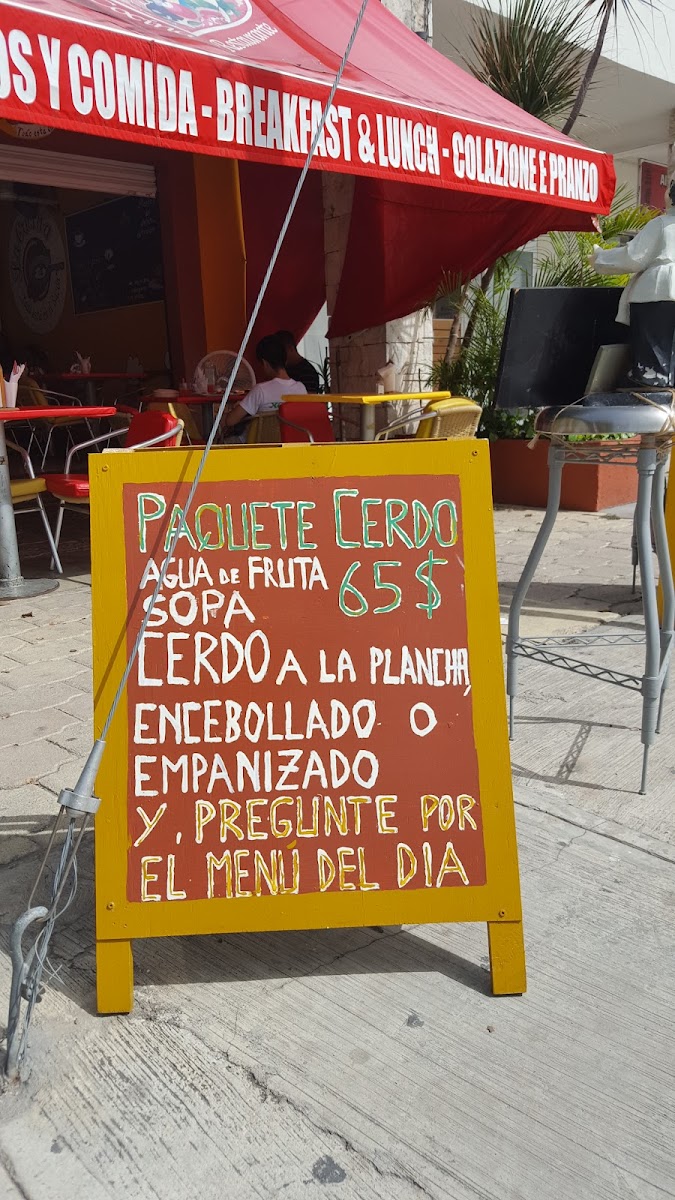 Restaurante
OS Y COMIDA - BREAKFAST & LUNCH - COLAZIONE E PRANZO
PAQUETE CERDO
AGUA DE FRUTA 65$
SOPA
CERDO A LA PLANCHA,
ENCEBOLLADO O
EMPANIZADO
Y, PREGUNTE POR
EL MENÚ DEL DIA